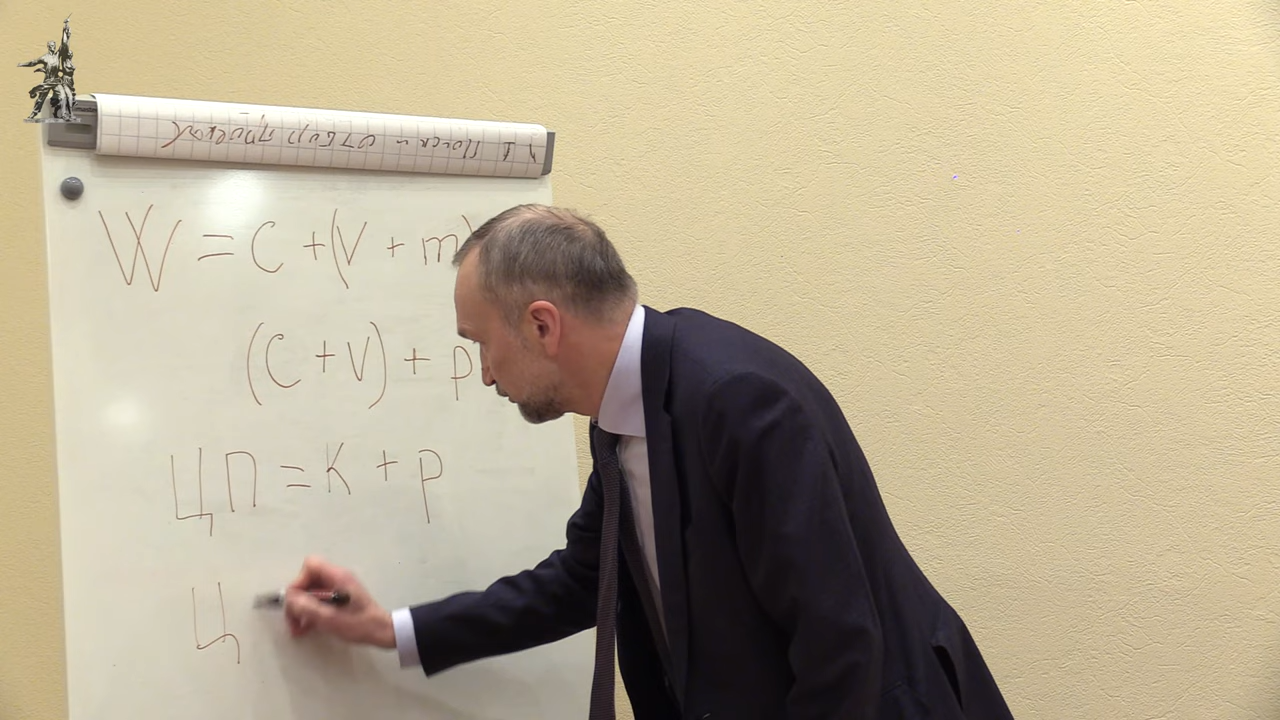 W = C + (V + m)
(C + V) + p
ЦП = К + р
Ц